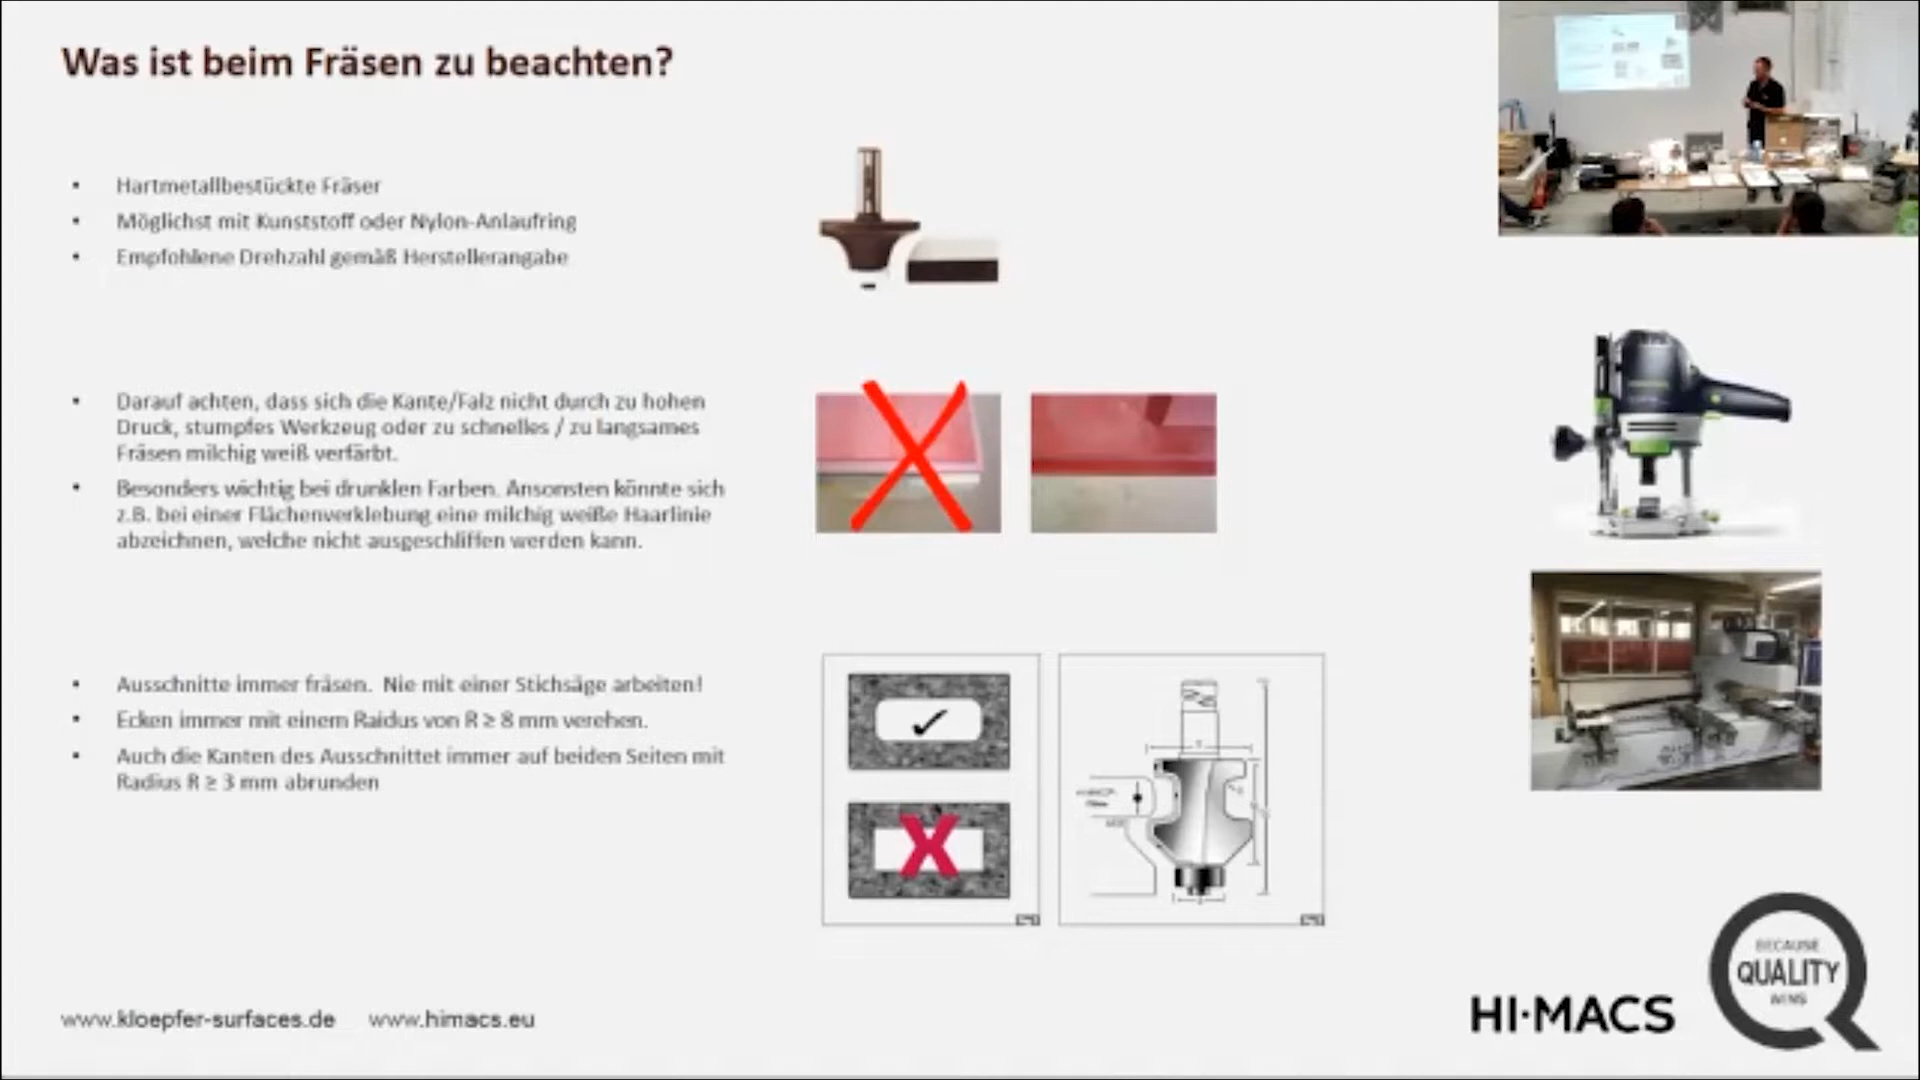 Was ist beim Fräsen zu beachten?
• Hartmetallbestückte Fräser
• Möglichst mit Kunststoff oder Nylon-Anlaufring
• Empfohlene Drehzahl gemäß Herstellerangabe
• Darauf achten, dass sich die Kante/Falz nicht durch zu hohen
Druck, stumpfes Werkzeug oder zu schnelles / zu langsames
Fräsen milchig weiß verfärbt.
• Besonders wichtig bei drunklen Farben. Ansonsten könnte sich
z.B. bei einer Flächenverklebung eine milchig weiße Haarlinie
abzeichnen, welche nicht ausgeschliffen werden kann.
• Ausschnitte immer fräsen. Nie mit einer Stichsäge arbeiten!
• Ecken immer mit einem Raidus von R ≥ 8 mm verehen.
• Auch die Kanten des Ausschnittet immer auf beiden Seiten mit
Radius R ≥ 3 mm abrunden
www.kloepfer-surfaces.de www.himacs.eu
HI·MACS
BECAUSE
QUALITY
WINS